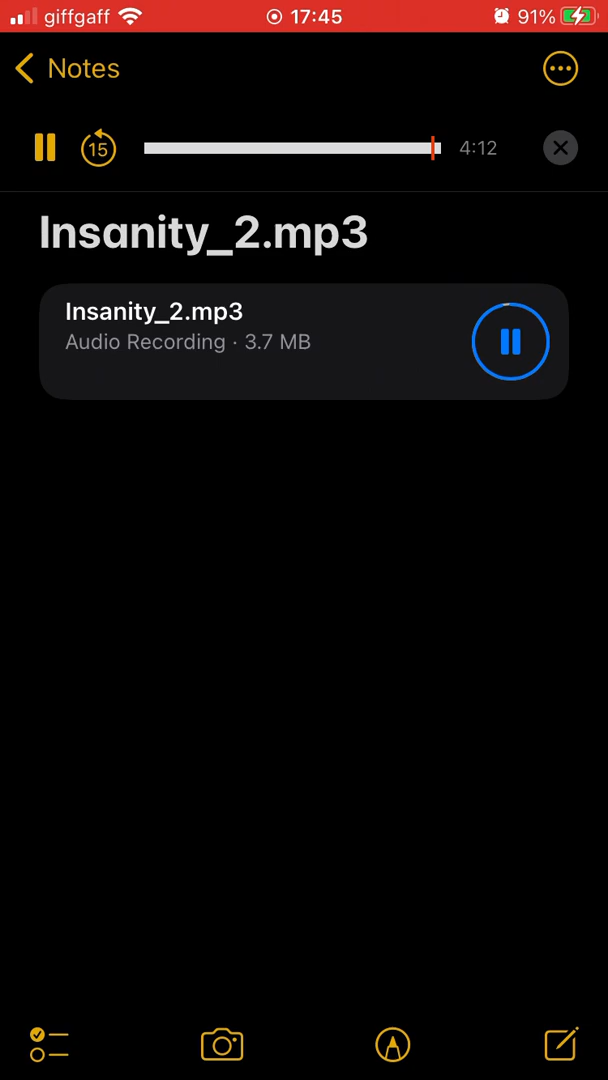 giffgaff 17:45 91%
Notes
15 4:12
Insanity_2.mp3
Insanity_2.mp3
Audio Recording · 3.7 MB